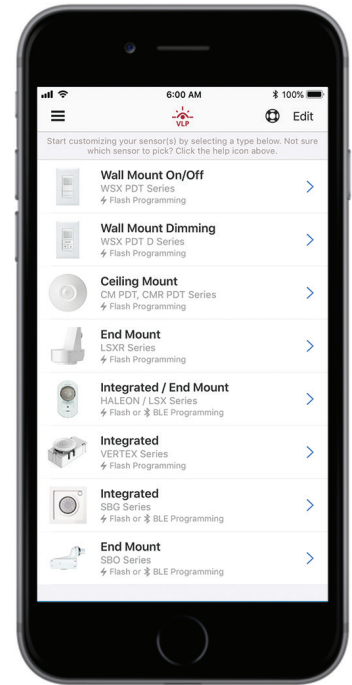 6:00 AM
100%
VLP
Edit
Start customizing your sensor(s) by selecting a type below. Not sure
which sensor to pick? Click the help icon above.
Wall Mount On/Off
WSX PDT Series
Flash Programming
Wall Mount Dimming
WSX PDT D Series
Flash Programming
Ceiling Mount
CM PDT, CMR PDT Series
Flash Programming
End Mount
LSXR Series
Flash Programming
Integrated / End Mount
HALEON / LSX Series
Flash or BLE Programming
Integrated
VERTEX Series
Flash Programming
Integrated
SBG Series
Flash or BLE Programming
End Mount
SBO Series
Flash or BLE Programming